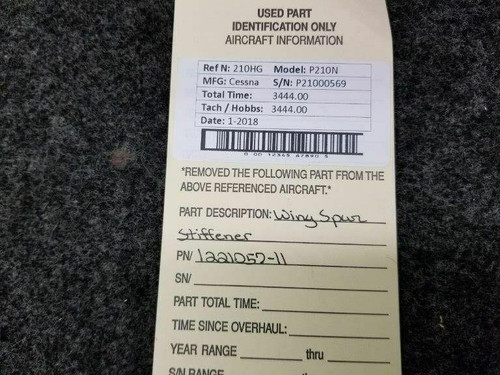 USED PART
IDENTIFICATION ONLY
AIRCRAFT INFORMATION
Ref N: 210HG Model: P210N
MFG: Cessna S/N: P21000569
Total Time: 3444.00
Tach / Hobbs: 3444.00
Date: 1-2018
0 00 12345 67890 5
"REMOVED THE FOLLOWING PART FROM THE
ABOVE REFERENCED AIRCRAFT."
PART DESCRIPTION: Wing Spar
Stiffener
PN/ 1221057-11
SN/
PART TOTAL TIME:
TIME SINCE OVERHAUL:
YEAR RANGE thru
S/N RANGE